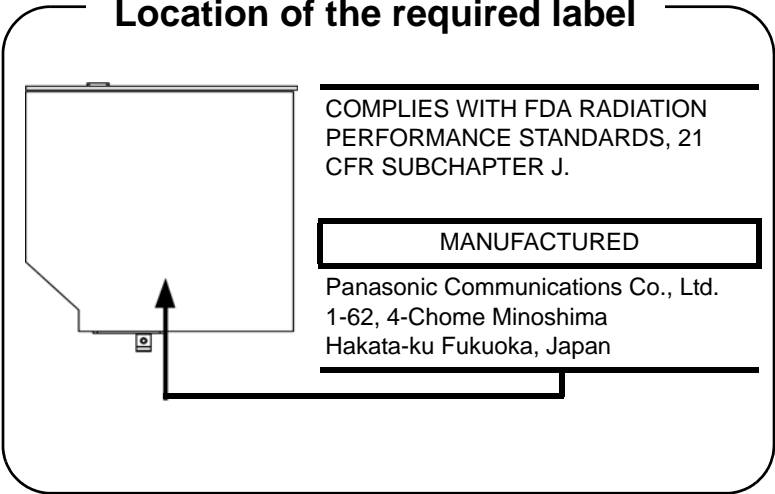 Location of the required label
COMPLIES WITH FDA RADIATION
PERFORMANCE STANDARDS, 21
CFR SUBCHAPTER J.
MANUFACTURED
Panasonic Communications Co., Ltd.
1-62, 4-Chome Minoshima
Hakata-ku Fukuoka, Japan